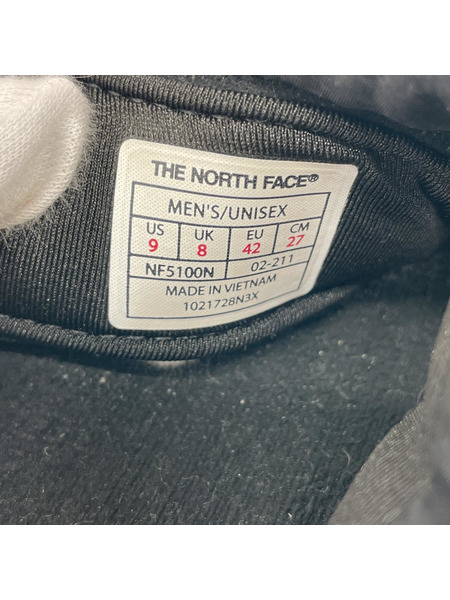 THE NORTH FACE®
MEN'S/UNISEX
US UK EU CM
9 8 42 27
NF5100N 02-211
MADE IN VIETNAM
1021728N3X